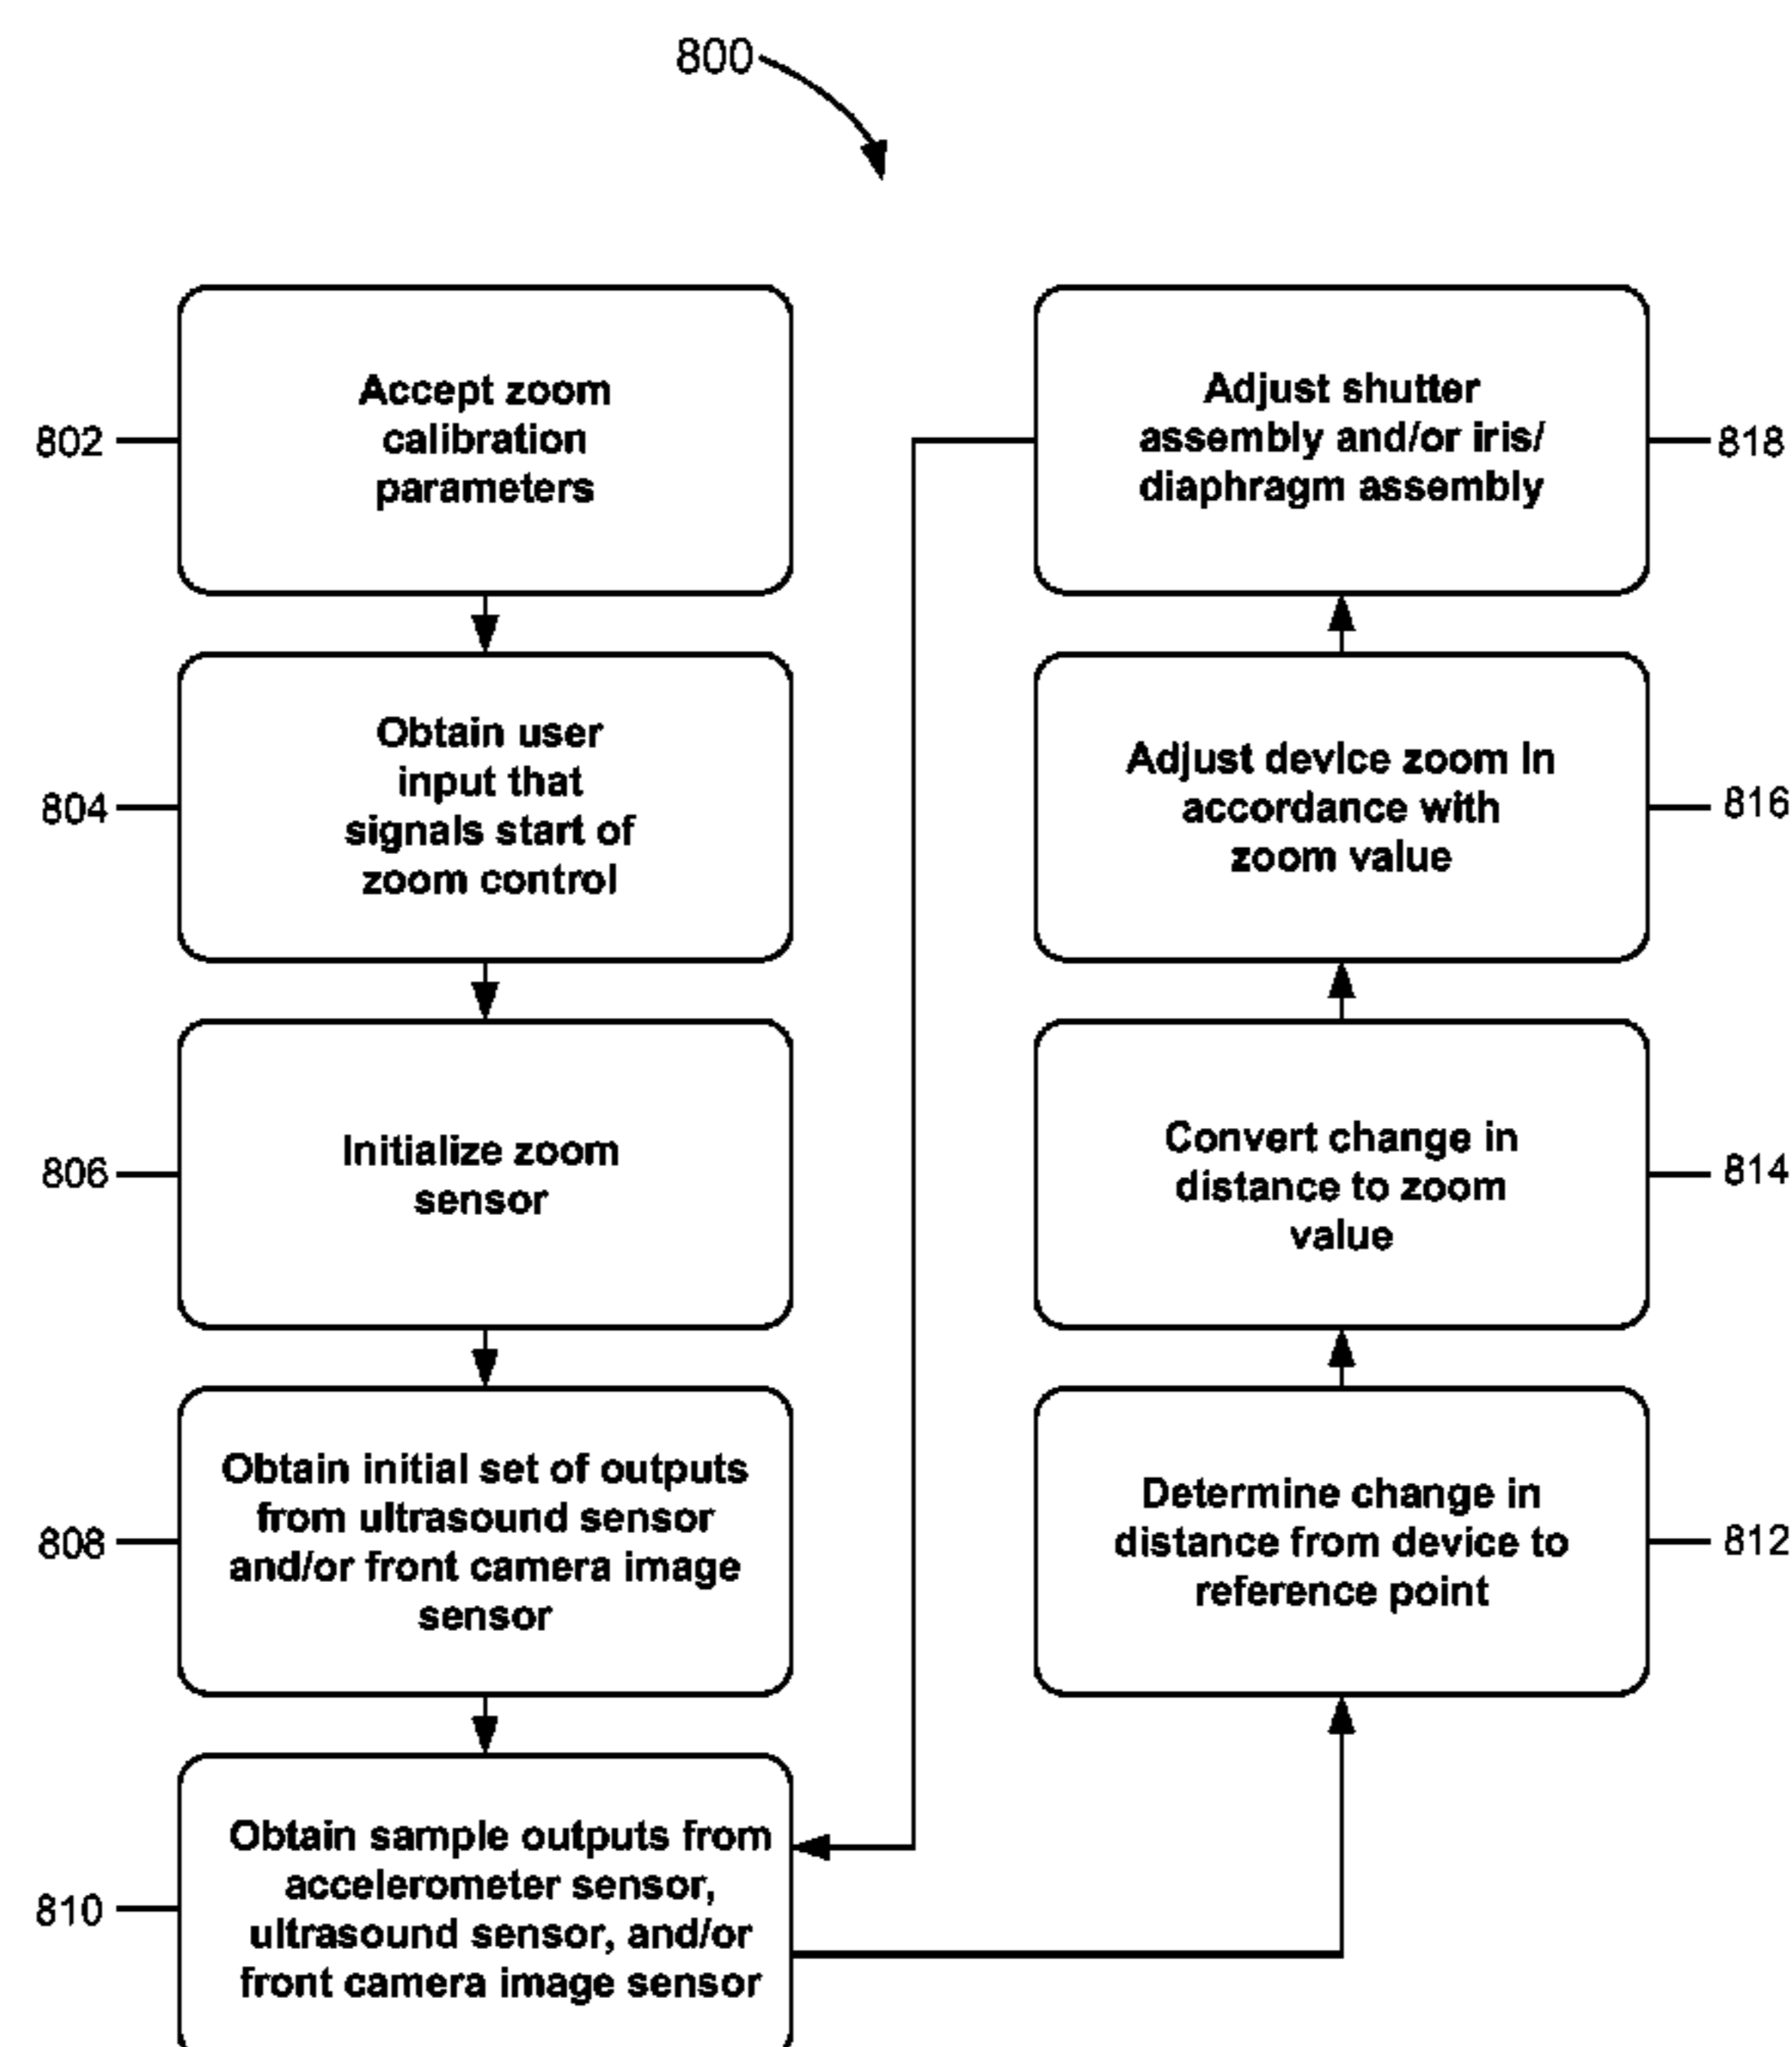 800
802
Accept zoom
calibration
parameters
804
Obtain user
input that
signals start of
zoom control
806
Initialize zoom
sensor
808
Obtain initial set of outputs
from ultrasound sensor
and/or front camera image
sensor
810
Obtain sample outputs from
accelerometer sensor,
ultrasound sensor, and/or
front camera image sensor
Determine change in
distance from device to
reference point
812
Convert change in
distance to zoom
value
814
Adjust device zoom in
accordance with
zoom value
816
Adjust shutter
assembly and/or iris/
diaphragm assembly
818